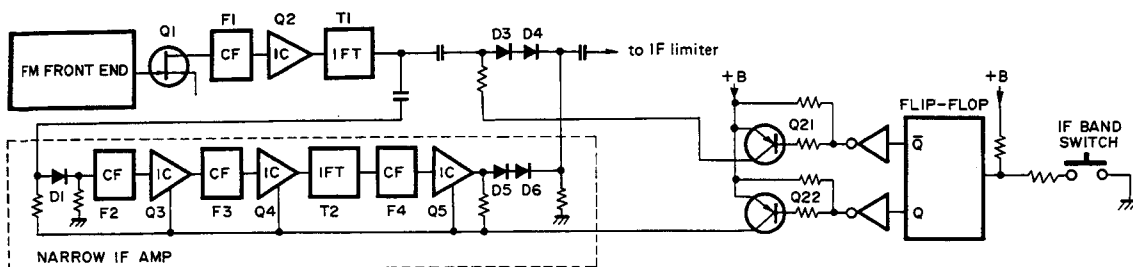 Q1
F1
Q2
T1
FM FRONT END
CF
IC
IFT
D3 D4
to IF limiter
+B
+B
FLIP-FLOP
IF BAND
SWITCH
Q21
Q̅
Q22
Q
D1
CF
IC
CF
IC
IFT
CF
IC
D5 D6
F2
Q3
F3
Q4
T2
F4
Q5
NARROW IF AMP